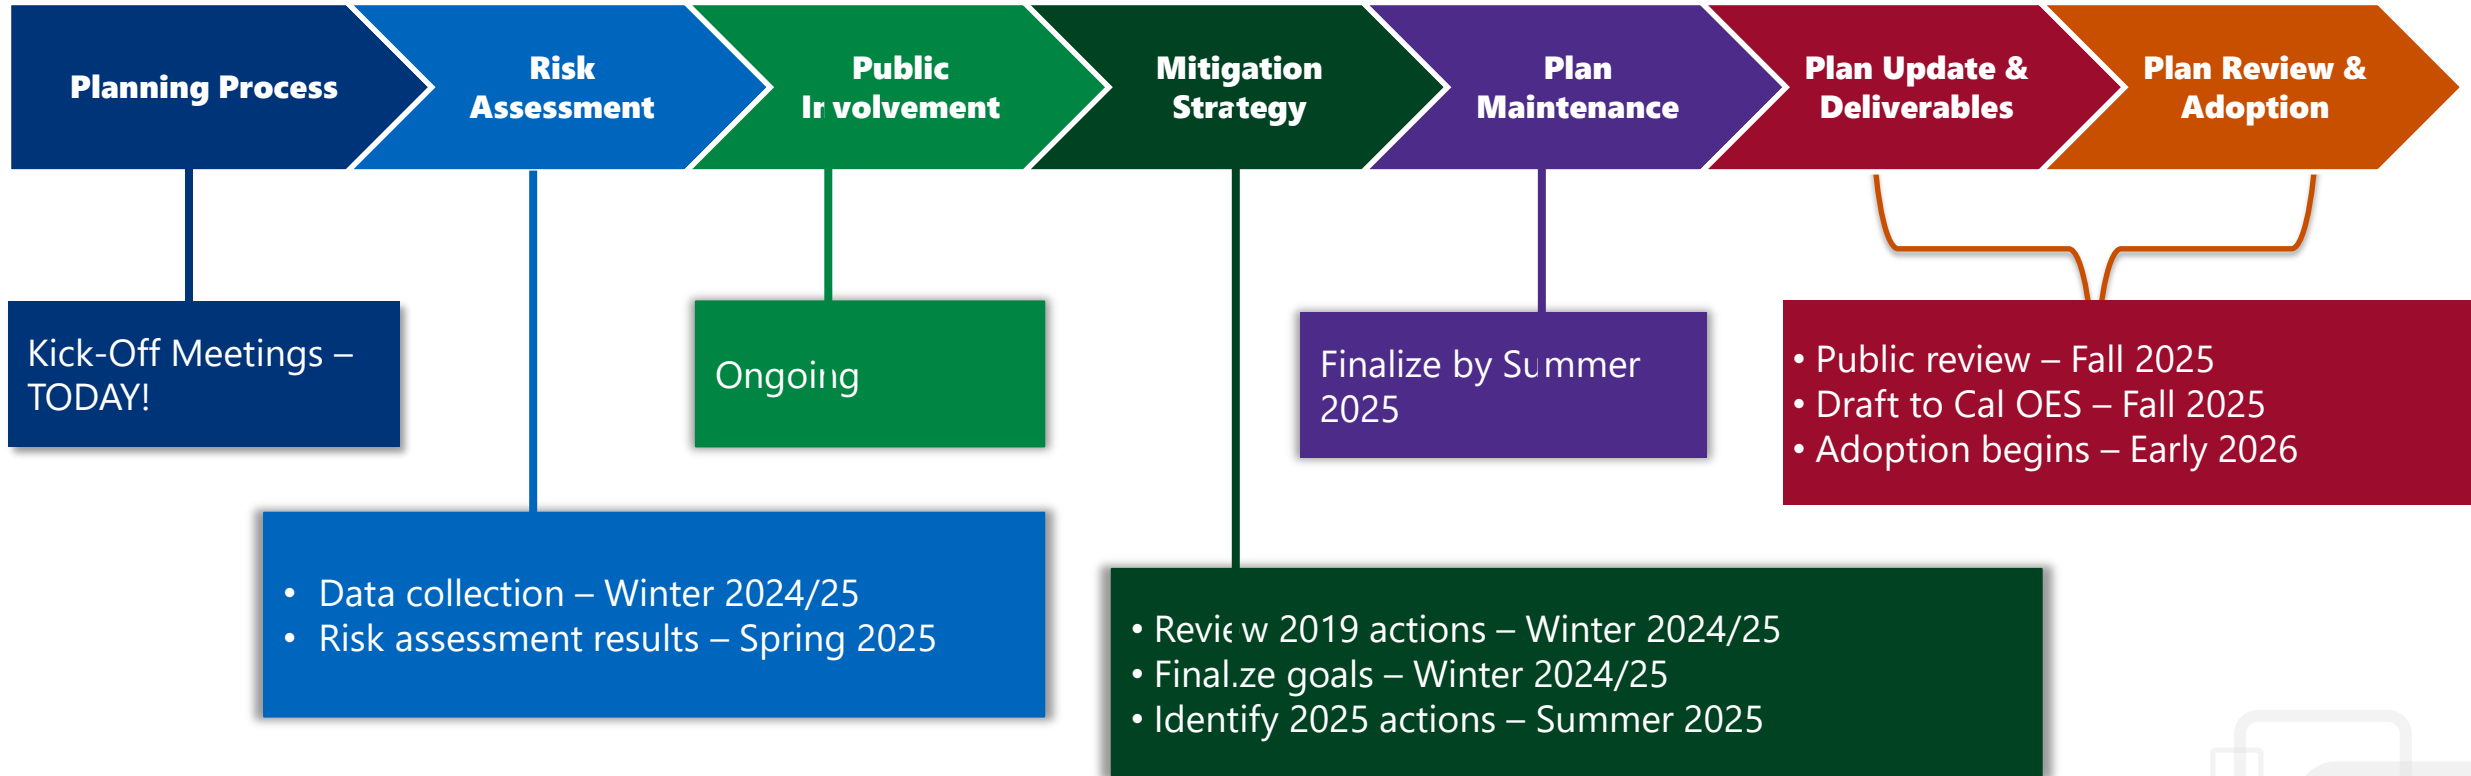 Planning Process
Risk
Assessment
Public
Involvement
Mitigation
Strategy
Plan
Maintenance
Plan Update &
Deliverables
Plan Review &
Adoption
Kick-Off Meetings –
TODAY!
• Data collection – Winter 2024/25
• Risk assessment results – Spring 2025
Ongoing
• Review 2019 actions – Winter 2024/25
• Finalize goals – Winter 2024/25
• Identify 2025 actions – Summer 2025
Finalize by Summer
2025
• Public review – Fall 2025
• Draft to Cal OES – Fall 2025
• Adoption begins – Early 2026